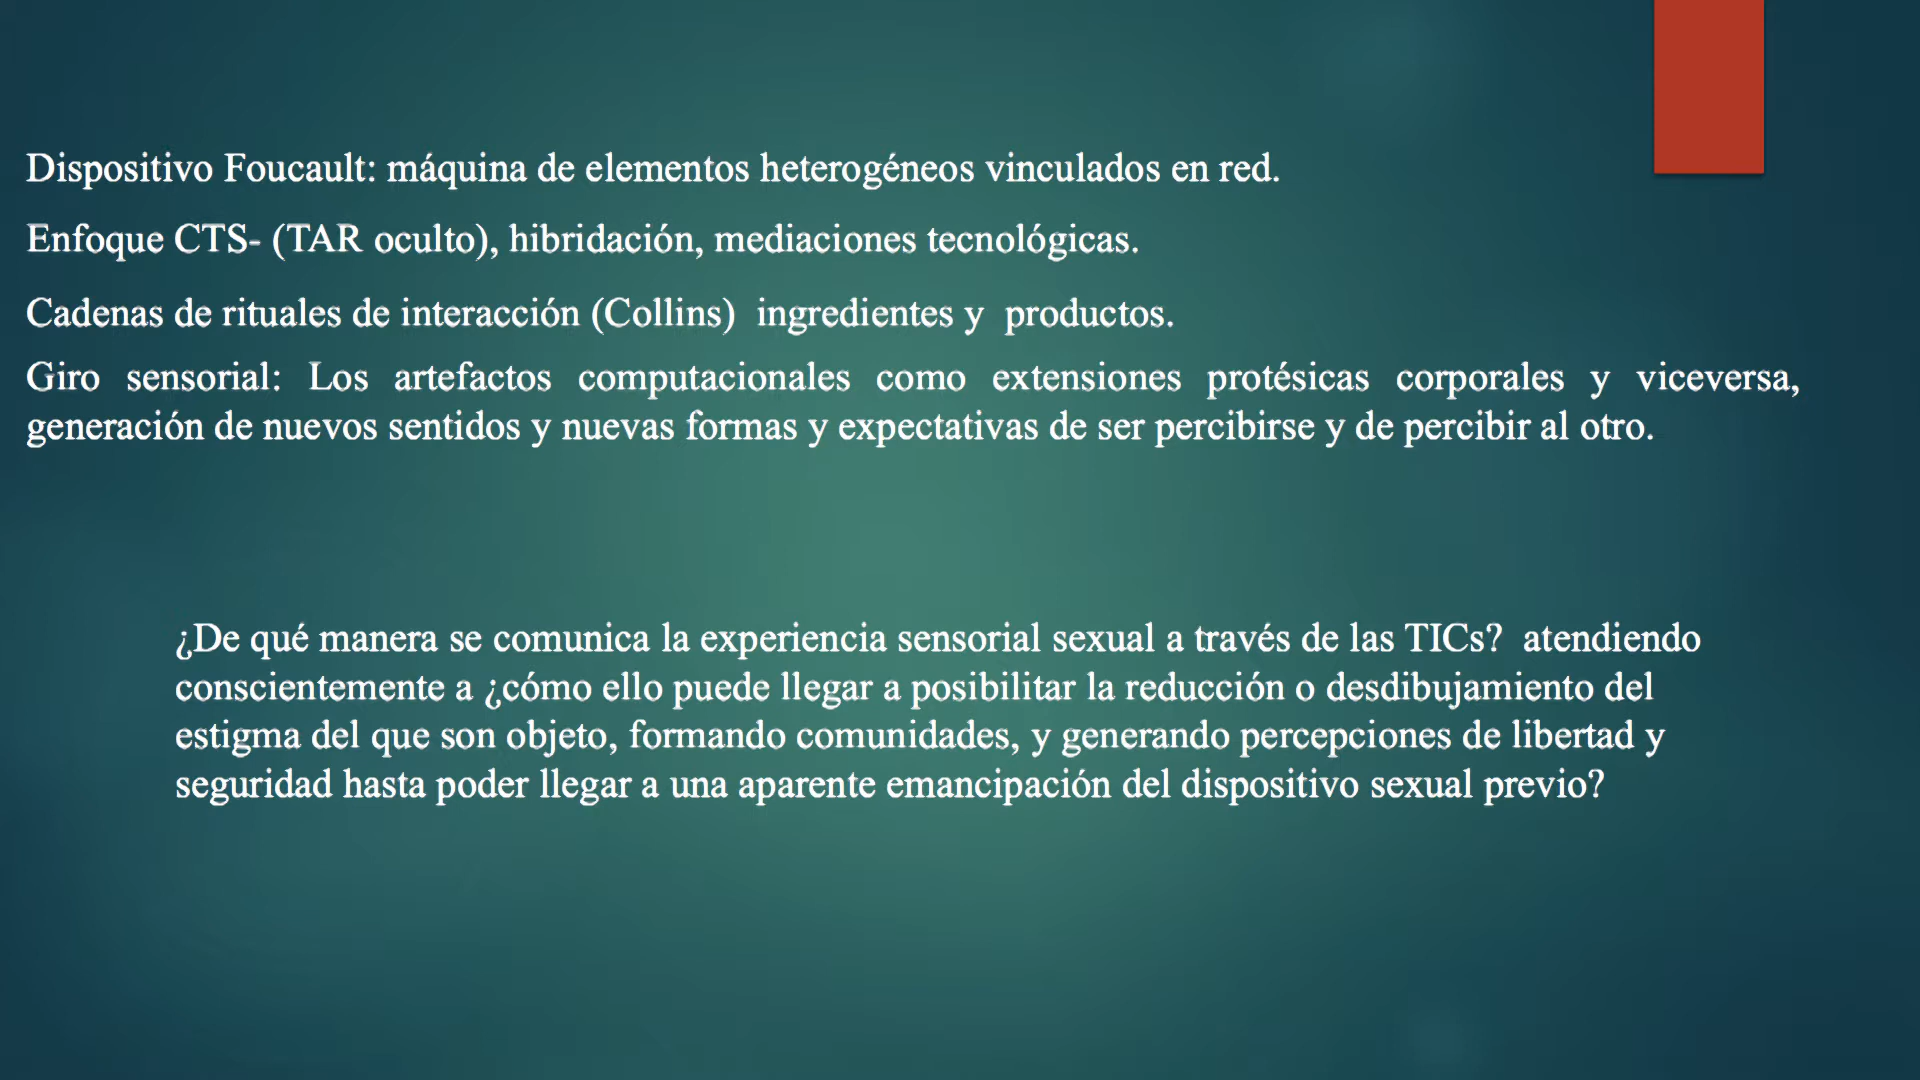 Dispositivo Foucault: máquina de elementos heterogéneos vinculados en red.
Enfoque CTS- (TAR oculto), hibridación, mediaciones tecnológicas.
Cadenas de rituales de interacción (Collins)  ingredientes y  productos.
Giro sensorial: Los artefactos computacionales como extensiones protésicas corporales y viceversa,
generación de nuevos sentidos y nuevas formas y expectativas de ser percibirse y de percibir al otro.
¿De qué manera se comunica la experiencia sensorial sexual a través de las TICs?  atendiendo
conscientemente a ¿cómo ello puede llegar a posibilitar la reducción o desdibujamiento del
estigma del que son objeto, formando comunidades, y generando percepciones de libertad y
seguridad hasta poder llegar a una aparente emancipación del dispositivo sexual previo?